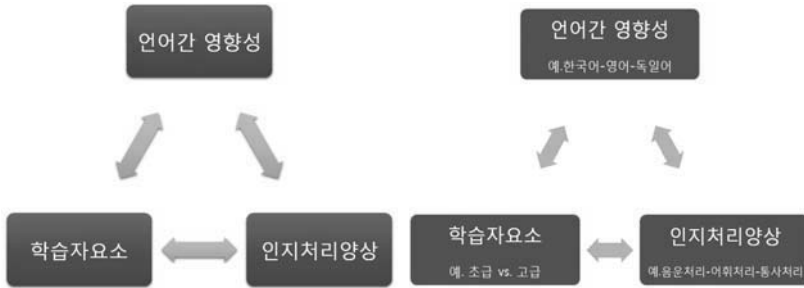 언어간 영향성
학습자요소
인지처리양상
언어간 영향성
예.한국어-영어-독일어
학습자요소
예. 초급 vs. 고급
인지처리양상
예.음운처리-어휘처리-통사처리